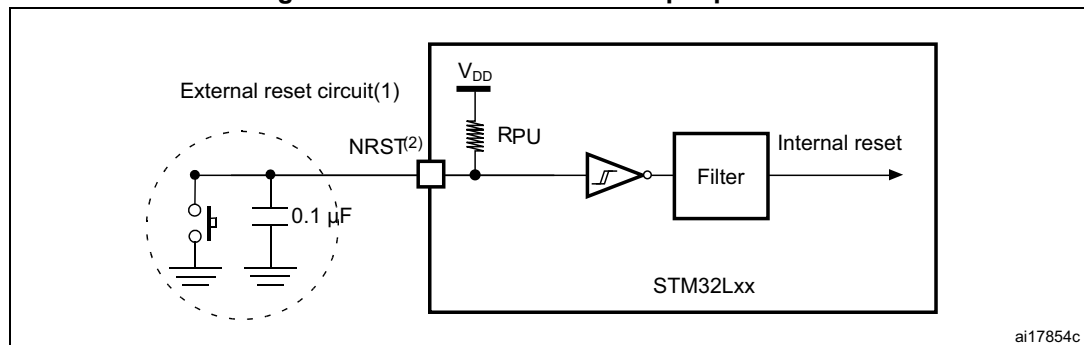 External reset circuit(1)
VDD
NRST(2)
RPU
Internal reset
Filter
0.1 µF
STM32Lxx
ai17854c